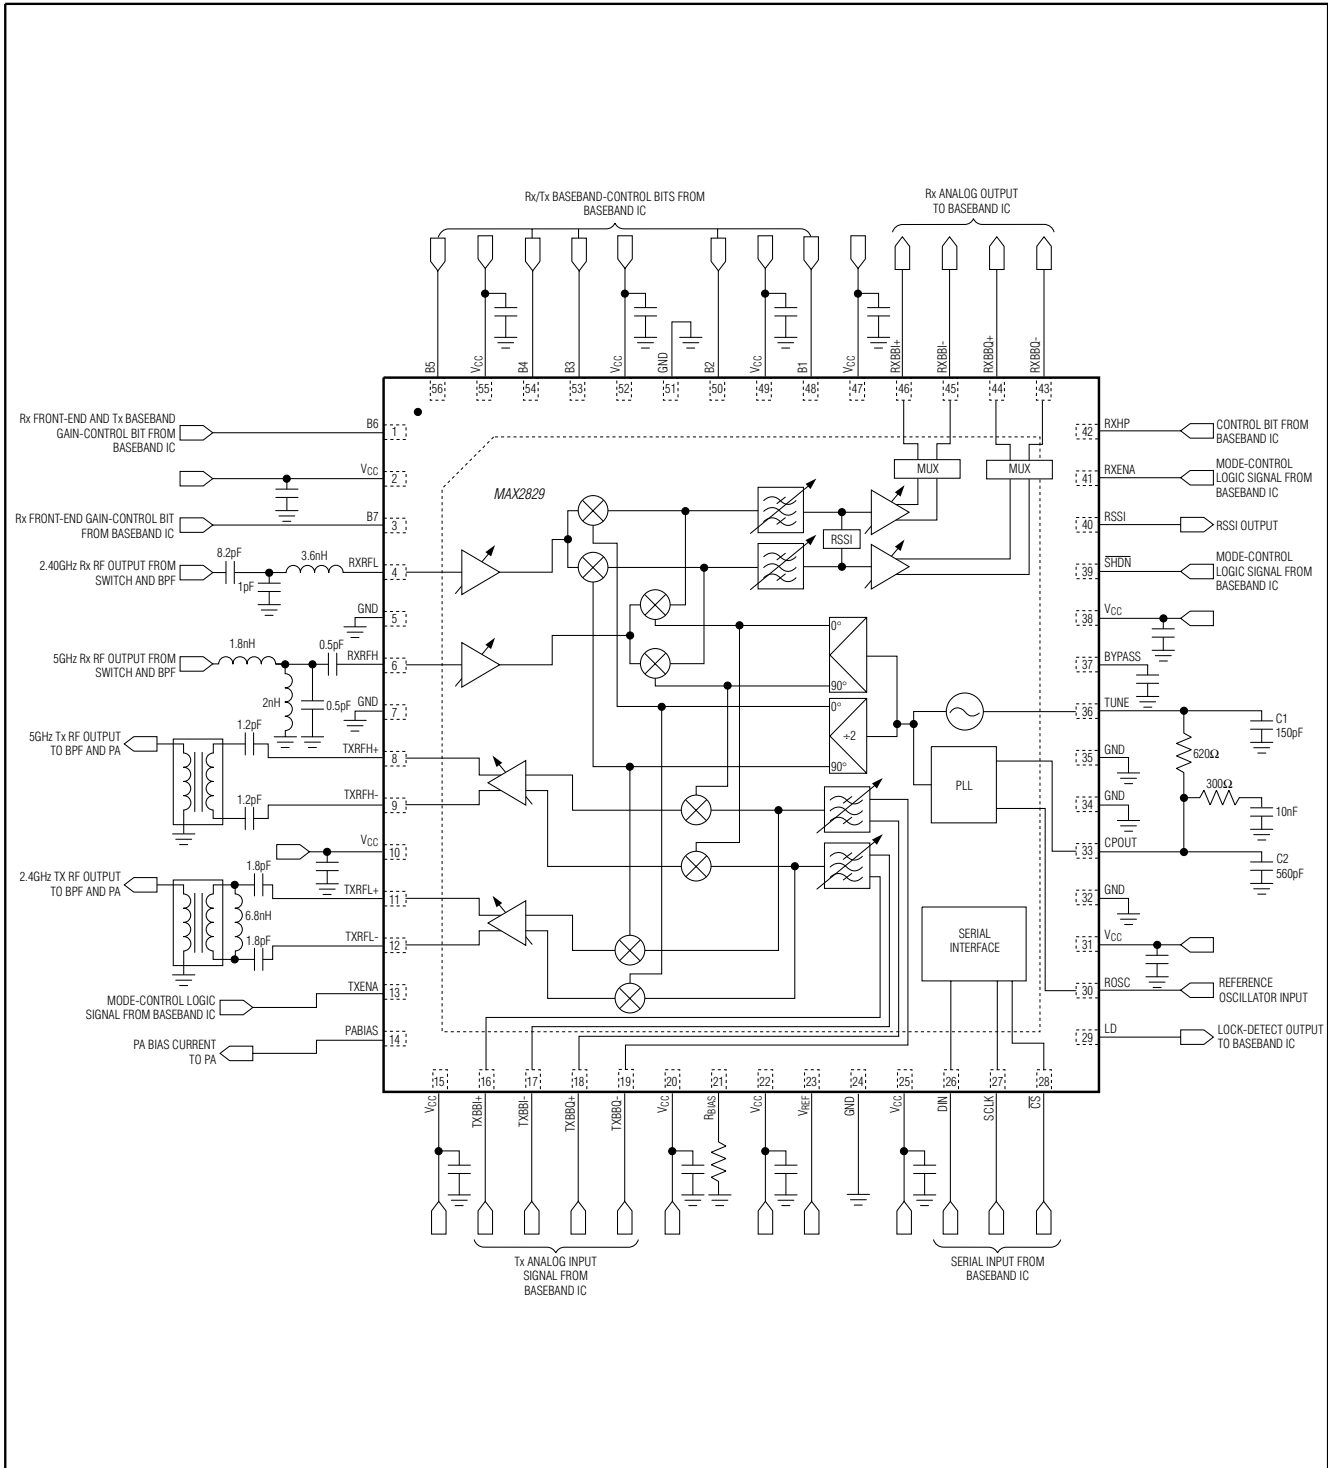 Rx/Tx BASEBAND-CONTROL BITS FROM
BASEBAND IC
Rx ANALOG OUTPUT
TO BASEBAND IC
B5
VCC
B4
B3
VCC
GND
B2
VCC
B1
VCC
RXBBI+
RXBBI-
RXBBQ+
RXBBQ-
56
55
54
53
52
51
50
49
48
47
46
45
44
43
Rx FRONT-END AND Tx BASEBAND
GAIN-CONTROL BIT FROM
BASEBAND IC
B6
1
VCC
2
Rx FRONT-END GAIN-CONTROL BIT
FROM BASEBAND IC
B7
3
2.40GHz Rx RF OUTPUT FROM
SWITCH AND BPF
8.2pF
1pF
3.6nH
RXRFL
4
GND
5
5GHz Rx RF OUTPUT FROM
SWITCH AND BPF
1.8nH
2nH
0.5pF
0.5pF
RXRFH
6
GND
7
5GHz Tx RF OUTPUT
TO BPF AND PA
1.2pF
1.2pF
TXRFH+
8
TXRFH-
9
VCC
10
2.4GHz TX RF OUTPUT
TO BPF AND PA
1.8pF
6.8nH
1.8pF
TXRFL+
11
TXRFL-
12
MODE-CONTROL LOGIC
SIGNAL FROM BASEBAND IC
TXENA
13
PA BIAS CURRENT
TO PA
PABIAS
14
MAX2829
MUX
MUX
RSSI
0°
90°
0°
÷2
90°
PLL
SERIAL
INTERFACE
42
RXHP
CONTROL BIT FROM
BASEBAND IC
41
RXENA
MODE-CONTROL
LOGIC SIGNAL FROM
BASEBAND IC
40
RSSI
RSSI OUTPUT
39
SHDN
MODE-CONTROL
LOGIC SIGNAL FROM
BASEBAND IC
38
VCC
37
BYPASS
36
TUNE
C1
150pF
620Ω
35
GND
300Ω
34
GND
10nF
33
CPOUT
C2
560pF
32
GND
31
VCC
30
ROSC
REFERENCE
OSCILLATOR INPUT
29
LD
LOCK-DETECT OUTPUT
TO BASEBAND IC
15
16
17
18
19
20
21
22
23
24
25
26
27
28
VCC
TXBBI+
TXBBI-
TXBBQ+
TXBBQ-
VCC
RBIAS
VCC
VREF
GND
VCC
DIN
SCLK
CS
Tx ANALOG INPUT
SIGNAL FROM
BASEBAND IC
SERIAL INPUT FROM
BASEBAND IC